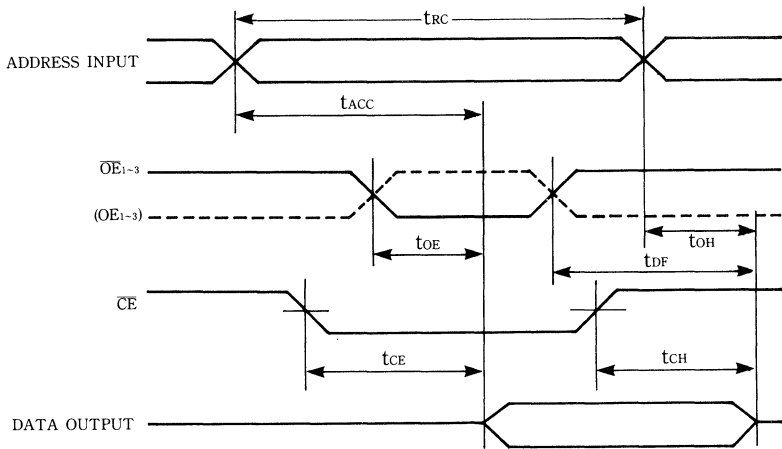 tRC
ADDRESS INPUT
tACC
OE1~3
(OE1~3)
tOE
tOH
tDF
CE
tCE
tCH
DATA OUTPUT